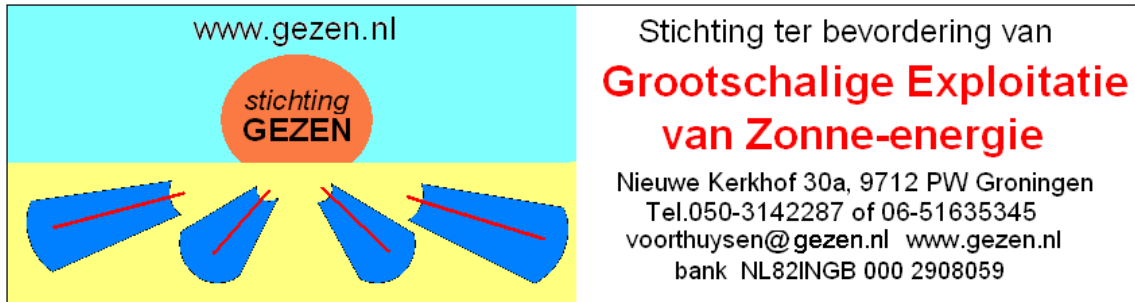 www.gezen.nl
stichting
GEZEN
Stichting ter bevordering van
Grootschalige Exploitatie
van Zonne-energie
Nieuwe Kerkhof 30a, 9712 PW Groningen
Tel.050-3142287 of 06-51635345
voorthuysen@gezen.nl www.gezen.nl
bank NL82INGB 000 2908059